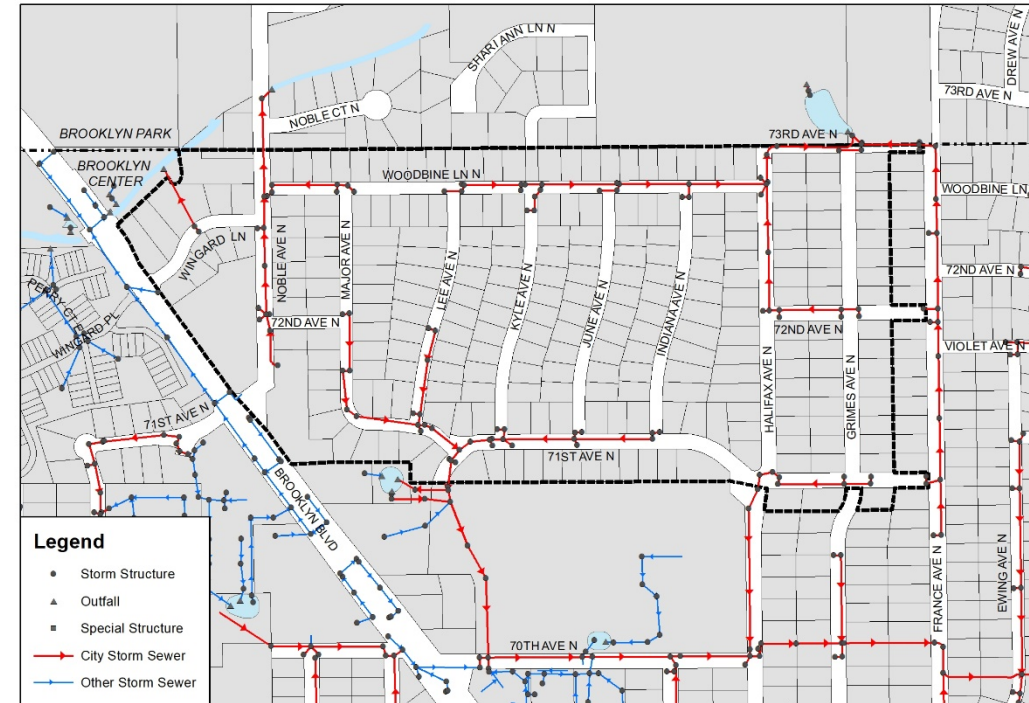 SHARI ANN LN N
DREW AVE N
73RD AVE N
NOBLE CT N
BROOKLYN PARK
73RD AVE N
BROOKLYN
CENTER
WOODBINE LN N
WOODBINE LN
WINGARD LN
NOBLE AVE N
MAJOR AVE N
LEE AVE N
KYLE AVE N
JUNE AVE N
INDIANA AVE N
72ND AVE N
PERRY CT E
WINGARD PL
72ND AVE N
72ND AVE N
VIOLET AVE N
HALIFAX AVE N
GRIMES AVE N
71ST AVE N
71ST AVE N
BROOKLYN BLVD
FRANCE AVE N
EWING AVE N
70TH AVE N
Legend
Storm Structure
Outfall
Special Structure
City Storm Sewer
Other Storm Sewer